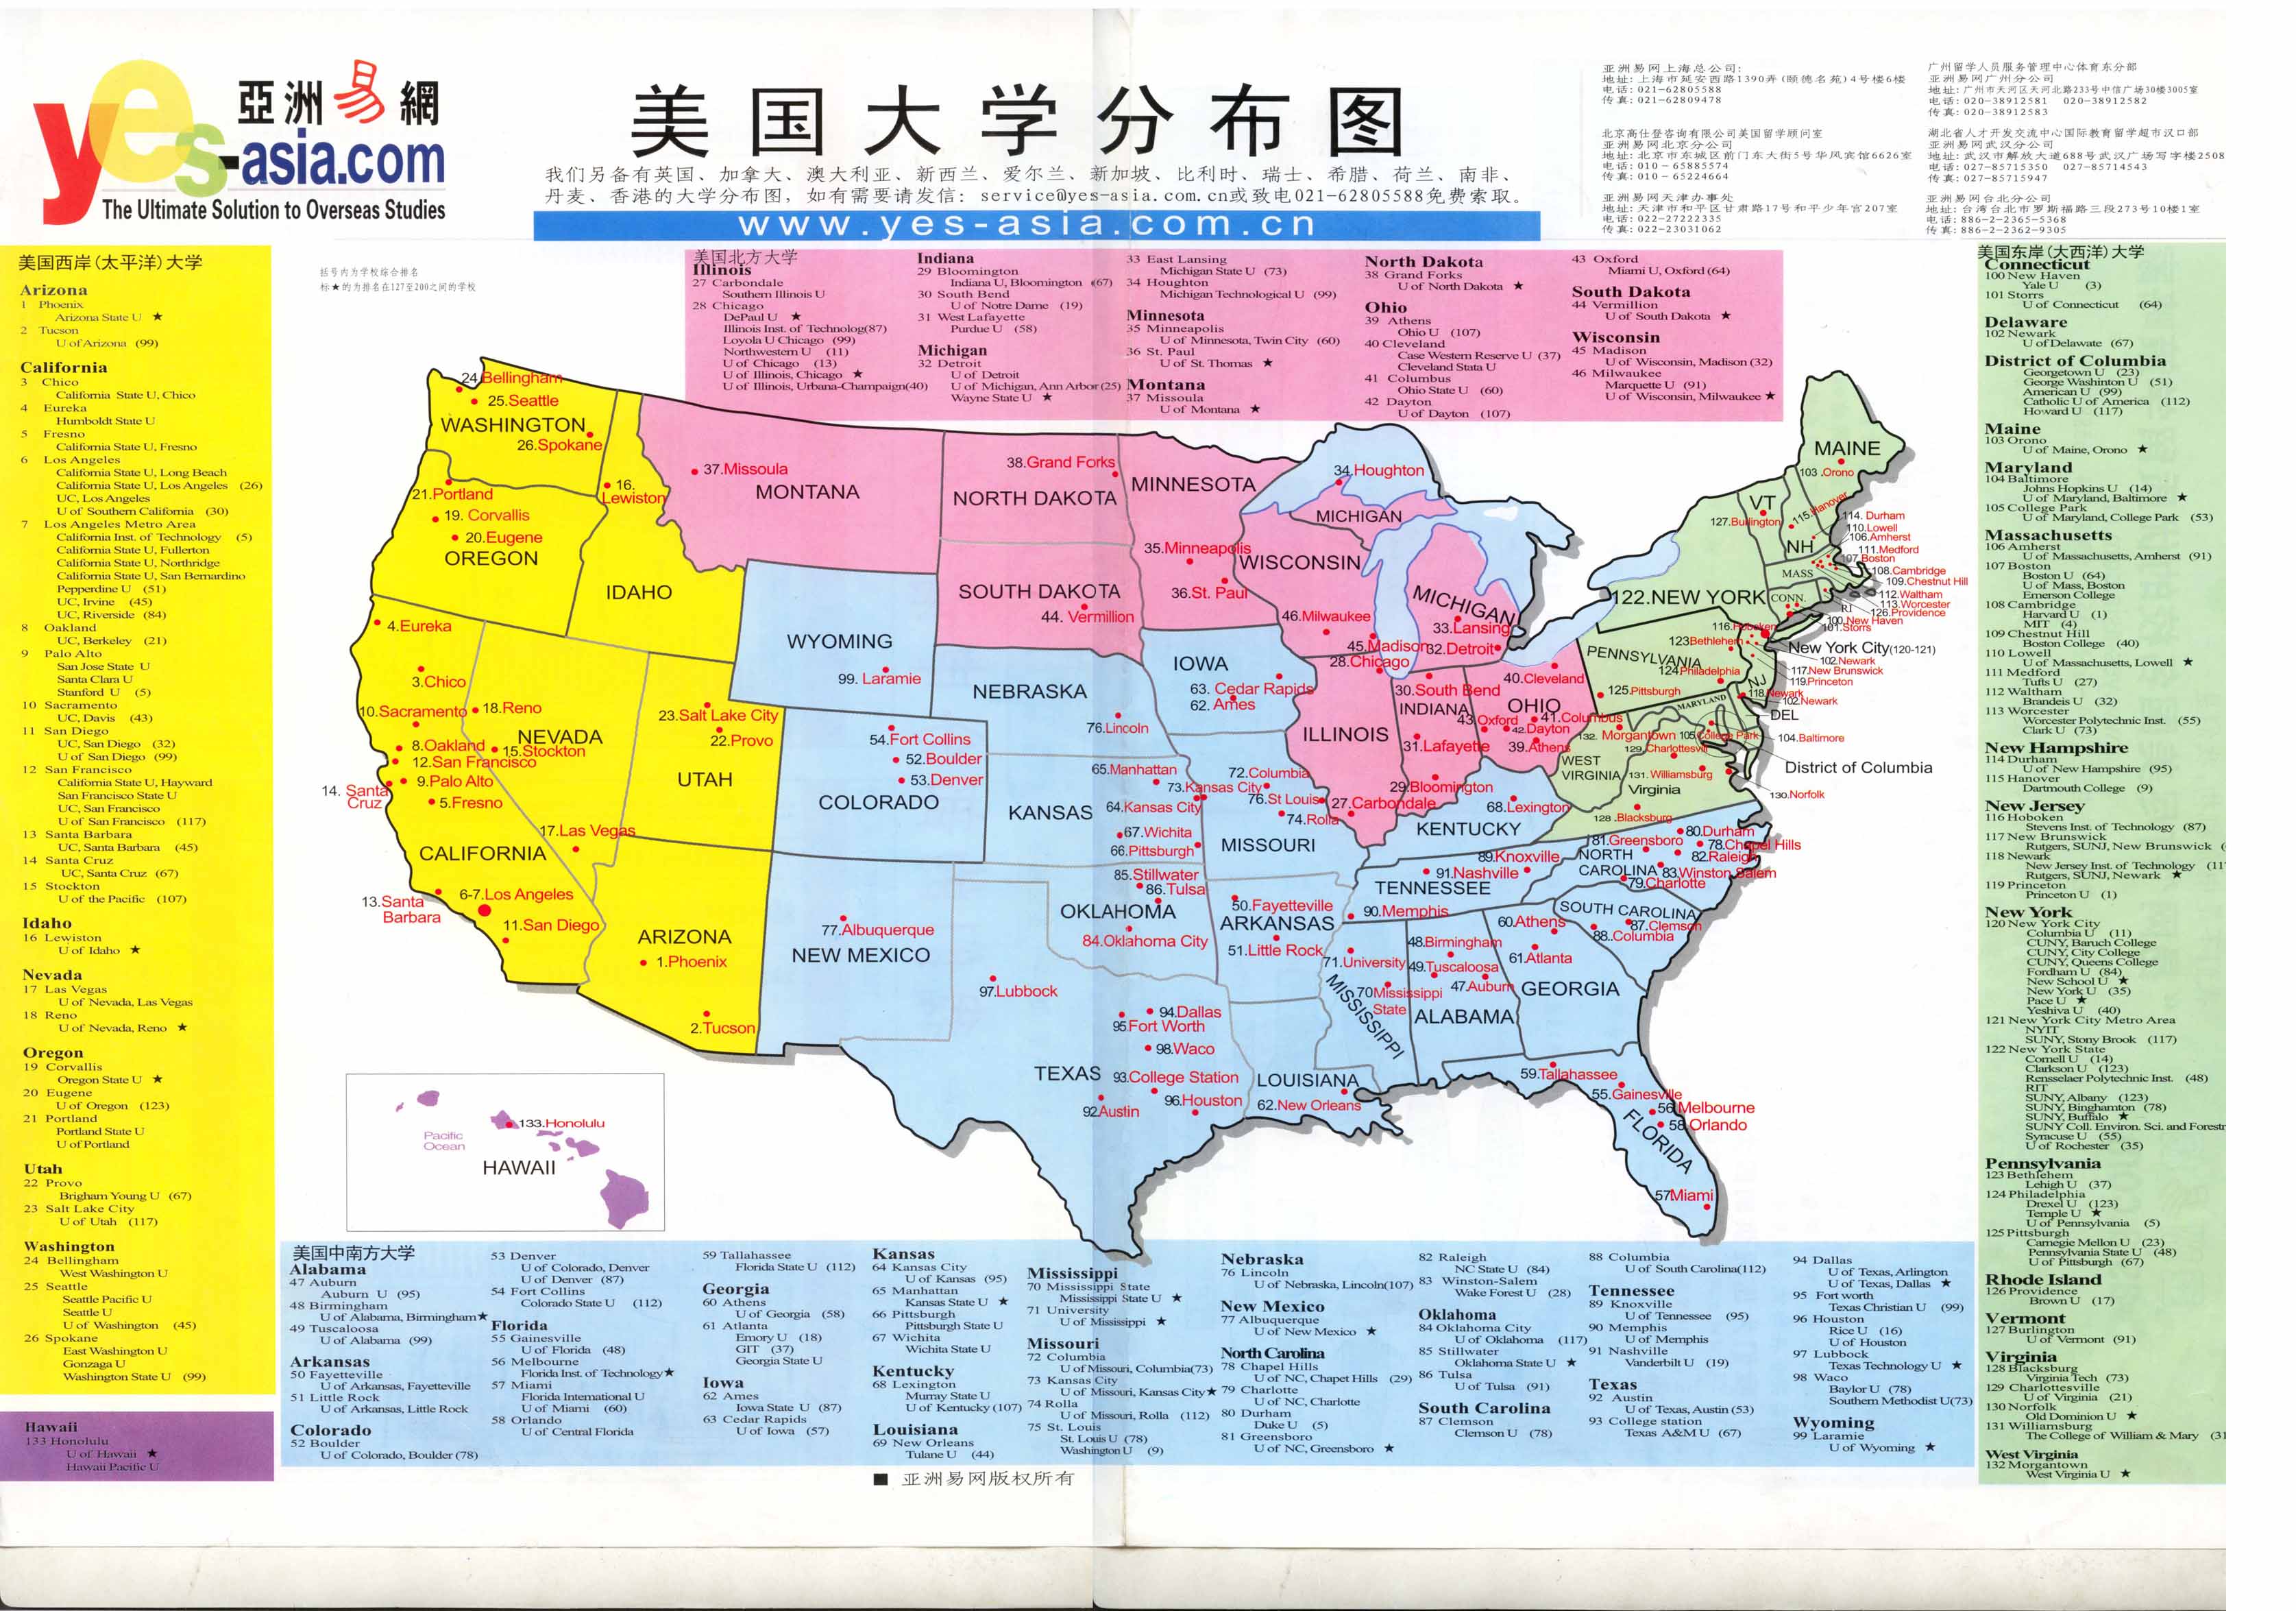 yes-asia.com
亞洲易網
The Ultimate Solution to Overseas Studies
美国大学分布图
我们另备有英国、加拿大、澳大利亚、新西兰、爱尔兰、新加坡、比利时、瑞士、希腊、荷兰、南非、
丹麦、香港的大学分布图，如有需要请发信：service@yes-asia.com.cn或致电021-62805588免费索取。
www.yes-asia.com.cn
亚洲易网上海总公司:
地址: 上海市延安西路1390弄(颐德名苑)4号楼6楼
电话: 021-62805588
传真: 021-62809478
北京高仕登咨询有限公司美国留学顾问室
亚洲易网北京分公司
地址: 北京市东城区前门东大街5号华风宾馆6626室
电话: 010-65885574
传真: 010-65224664
亚洲易网天津办事处
地址: 天津市和平区甘肃路17号和平少年宫207室
电话: 022-27222335
传真: 022-23031062
广州留学人员服务管理中心体育东分部
亚洲易网广州分公司
地址: 广州市天河区天河北路233号中信广场30楼3005室
电话: 020-38912581 020-38912582
传真: 020-38912583
湖北省人才开发交流中心国际教育留学超市汉口部
亚洲易网武汉分公司
地址: 武汉市解放大道688号武汉广场写字楼2508
电话: 027-85715350 027-85714543
传真: 027-85715947
亚洲易网台北分公司
地址: 台湾台北市罗斯福路三段273号10楼1室
电话: 886-2-2365-5368
传真: 886-2-2362-9305
美国西岸(太平洋)大学
Arizona
1 Phoenix
Arizona State U ★
2 Tucson
U of Arizona (99)
California
3 Chico
California State U, Chico
4 Eureka
Humboldt State U
5 Fresno
California State U, Fresno
6 Los Angeles
California State U, Long Beach
California State U, Los Angeles (26)
UC, Los Angeles
U of Southern California (30)
7 Los Angeles Metro Area
California Inst. of Technology (5)
California State U, Fullerton
California State U, Northridge
California State U, San Bernardino
Pepperdine U (51)
UC, Irvine (45)
UC, Riverside (84)
8 Oakland
UC, Berkeley (21)
9 Palo Alto
San Jose State U
Santa Clara U
Stanford U (5)
10 Sacramento
UC, Davis (43)
11 San Diego
UC, San Diego (32)
U of San Diego (99)
12 San Francisco
California State U, Hayward
San Francisco State U
UC, San Francisco
U of San Francisco (117)
13 Santa Barbara
UC, Santa Barbara (45)
14 Santa Cruz
UC, Santa Cruz (67)
15 Stockton
U of the Pacific (107)
Idaho
16 Lewiston
U of Idaho ★
Nevada
17 Las Vegas
U of Nevada, Las Vegas
18 Reno
U of Nevada, Reno ★
Oregon
19 Corvallis
Oregon State U ★
20 Eugene
U of Oregon (123)
21 Portland
Portland State U
U of Portland
Utah
22 Provo
Brigham Young U (67)
23 Salt Lake City
U of Utah (117)
Washington
24 Bellingham
West Washington U
25 Seattle
Seattle Pacific U
Seattle U
U of Washington (45)
26 Spokane
East Washington U
Gonzaga U
Washington State U (99)
Hawaii
133 Honolulu
U of Hawaii ★
Hawaii Pacific U
括号内为学校综合排名
标★的为排名在127至200之间的学校
美国北方大学
Illinois
27 Carbondale
Southern Illinois U
28 Chicago
DePaul U ★
Illinois Inst. of Technolog(87)
Loyola U Chicago (99)
Northwestern U (11)
U of Chicago (13)
U of Illinois, Chicago ★
U of Illinois, Urbana-Champaign(40)
Indiana
29 Bloomington
Indiana U, Bloomington (67)
30 South Bend
U of Notre Dame (19)
31 West Lafayette
Purdue U (58)
Michigan
32 Detroit
U of Detroit
U of Michigan, Ann Arbor(25)
Wayne State U ★
33 East Lansing
Michigan State U (73)
34 Houghton
Michigan Technological U (99)
Minnesota
35 Minneapolis
U of Minnesota, Twin City (60)
36 St. Paul
U of St. Thomas ★
Montana
37 Missoula
U of Montana ★
North Dakota
38 Grand Forks
U of North Dakota ★
Ohio
39 Athens
Ohio U (107)
40 Cleveland
Case Western Reserve U (37)
Cleveland Stata U
41 Columbus
Ohio State U (60)
42 Dayton
U of Dayton (107)
43 Oxford
Miami U, Oxford (64)
South Dakota
44 Vermillion
U of South Dakota ★
Wisconsin
45 Madison
U of Wisconsin, Madison (32)
46 Milwaukee
Marquette U (91)
U of Wisconsin, Milwaukee ★
24.Bellingham
25.Seattle
WASHINGTON
26.Spokane
21.Portland
19. Corvallis
20.Eugene
OREGON
16.
Lewiston
IDAHO
37.Missoula
MONTANA
38.Grand Forks
NORTH DAKOTA
SOUTH DAKOTA
44. Vermillion
MINNESOTA
35.Minneapolis
36.St. Paul
34.Houghton
MICHIGAN
WISCONSIN
46.Milwaukee
45.Madison
MICHIGAN
33.Lansing
32.Detroit
28.Chicago
WYOMING
99. Laramie
NEBRASKA
76.Lincoln
IOWA
63. Cedar Rapids
62. Ames
4.Eureka
3.Chico
10.Sacramento
18.Reno
NEVADA
8.Oakland
15.Stockton
12.San Francisco
9.Palo Alto
14. Santa
Cruz
5.Fresno
17.Las Vegas
CALIFORNIA
13.Santa
Barbara
6-7.Los Angeles
11.San Diego
23.Salt Lake City
22.Provo
UTAH
54.Fort Collins
52.Boulder
53.Denver
COLORADO
ARIZONA
1.Phoenix
2.Tucson
77.Albuquerque
NEW MEXICO
65.Manhattan
KANSAS
64.Kansas City
67.Wichita
66.Pittsburgh
72.Columbia
73.Kansas City
76.St Louis
74.Rolla
MISSOURI
ILLINOIS
27.Carbondale
30.South Bend
INDIANA
31.Lafayette
29.Bloomington
40.Cleveland
OHIO
43.Oxford
41.Columbus
42.Dayton
39.Athens
68.Lexington
KENTUCKY
85.Stillwater
86.Tulsa
OKLAHOMA
84.Oklahoma City
50.Fayetteville
ARKANSAS
51.Little Rock
89.Knoxville
91.Nashville
TENNESSEE
90.Memphis
97.Lubbock
94.Dallas
95.Fort Worth
98.Waco
TEXAS
93.College Station
92.Austin
96.Houston
LOUISIANA
62.New Orleans
71.University
70Mississippi
State
MISSISSIPPI
48.Birmingham
49.Tuscaloosa
47.Auburn
ALABAMA
60.Athens
61.Atlanta
GEORGIA
59.Tallahassee
55.Gainesville
56.Melbourne
58.Orlando
FLORIDA
57Miami
80.Durham
81.Greensboro
78.Chapel Hills
NORTH
CAROLINA
82.Raleigh
83.Winston Salem
79.Charlotte
SOUTH CAROLINA
87.Clemson
88.Columbia
MAINE
103 .Orono
VT
127.Burlington
115.Hanover
NH
114. Durham
110.Lowell
106.Amherst
111.Medford
107.Boston
108.Cambridge
109.Chestnut Hill
112.Waltham
113.Worcester
126.Providence
100.New Haven
101.Storrs
MASS
CONN.
RI
122.NEW YORK
116.Hoboken
123Bethlehem
New York City(120-121)
PENNSYLVANIA
124.Philadelphia
125.Pittsburgh
102.Newark
117.New Brunswick
119.Princeton
118.Newark
102.Newark
NJ
MARYLAND
DEL
104.Baltimore
105.College Park
132. Morgantown
129.Charlottesvil
District of Columbia
WEST
VIRGINIA
131. Williamsburg
Virginia
130.Norfolk
128 .Blacksburg
133.Honolulu
Pacific
Ocean
HAWAII
美国中南方大学
Alabama
47 Auburn
Auburn U (95)
48 Birmingham
U of Alabama, Birmingham★
49 Tuscaloosa
U of Alabama (99)
Arkansas
50 Fayetteville
U of Arkansas, Fayetteville
51 Little Rock
U of Arkansas, Little Rock
Colorado
52 Boulder
U of Colorado, Boulder (78)
53 Denver
U of Colorado, Denver
U of Denver (87)
54 Fort Collins
Colorado State U (112)
Florida
55 Gainesville
U of Florida (48)
56 Melbourne
Florida Inst. of Technology★
57 Miami
Florida International U
U of Miami (60)
58 Orlando
U of Central Florida
59 Tallahassee
Florida State U (112)
Georgia
60 Athens
U of Georgia (58)
61 Atlanta
Emory U (18)
GIT (37)
Georgia State U
Iowa
62 Ames
Iowa State U (87)
63 Cedar Rapids
U of Iowa (57)
Kansas
64 Kansas City
U of Kansas (95)
65 Manhattan
Kansas State U ★
66 Pittsburgh
Pittsburgh State U
67 Wichita
Wichita State U
Kentucky
68 Lexington
Murray State U
U of Kentucky (107)
Louisiana
69 New Orleans
Tulane U (44)
Mississippi
70 Mississippi State
Mississippi State U ★
71 University
U of Mississippi ★
Missouri
72 Columbia
U of Missouri, Columbia(73)
73 Kansas City
U of Missouri, Kansas City★
74 Rolla
U of Missouri, Rolla (112)
75 St. Louis
St. Louis U (78)
Washington U (9)
Nebraska
76 Lincoln
U of Nebraska, Lincoln(107)
New Mexico
77 Albuquerque
U of New Mexico ★
North Carolina
78 Chapel Hills
U of NC, Chapet Hills (29)
79 Charlotte
U of NC, Charlotte
80 Durham
Duke U (5)
81 Greensboro
U of NC, Greensboro ★
82 Raleigh
NC State U (84)
83 Winston-Salem
Wake Forest U (28)
Oklahoma
84 Oklahoma City
U of Oklahoma (117)
85 Stillwater
Oklahoma State U ★
86 Tulsa
U of Tulsa (91)
South Carolina
87 Clemson
Clemson U (78)
88 Columbia
U of South Carolina(112)
Tennessee
89 Knoxville
U of Tennessee (95)
90 Memphis
U of Memphis
91 Nashville
Vanderbilt U (19)
Texas
92 Austin
U of Texas, Austin (53)
93 College station
Texas A&M U (67)
94 Dallas
U of Texas, Arlington
U of Texas, Dallas ★
95 Fort worth
Texas Christian U (99)
96 Houston
Rice U (16)
U of Houston
97 Lubbock
Texas Technology U ★
98 Waco
Baylor U (78)
Southern Methodist U(73)
Wyoming
99 Laramie
U of Wyoming ★
■ 亚洲易网版权所有
美国东岸(大西洋)大学
Connecticut
100 New Haven
Yale U (3)
101 Storrs
U of Connecticut (64)
Delaware
102 Newark
U of Delawate (67)
District of Columbia
Georgetown U (23)
George Washinton U (51)
American U (99)
Catholic U of America (112)
Howard U (117)
Maine
103 Orono
U of Maine, Orono ★
Maryland
104 Baltimore
Johns Hopkins U (14)
U of Maryland, Baltimore ★
105 College Park
U of Maryland, College Park (53)
Massachusetts
106 Amherst
U of Massachusetts, Amherst (91)
107 Boston
Boston U (64)
U of Mass, Boston
Emerson College
108 Cambridge
Harvard U (1)
MIT (4)
109 Chestnut Hill
Boston College (40)
110 Lowell
U of Massachusetts, Lowell ★
111 Medford
Tufts U (27)
112 Waltham
Brandeis U (32)
113 Worcester
Worcester Polytechnic Inst. (55)
Clark U (73)
New Hampshire
114 Durham
U of New Hampshire (95)
115 Hanover
Dartmouth College (9)
New Jersey
116 Hoboken
Stevens Inst. of Technology (87)
117 New Brunswick
Rutgers, SUNJ, New Brunswick (
118 Newark
New Jersey Inst. of Technology (11
Rutgers, SUNJ, Newark ★
119 Princeton
Princeton U (1)
New York
120 New York City
Columbia U (11)
CUNY, Baruch College
CUNY, City College
CUNY, Queens College
Fordham U (84)
New School U ★
New York U (35)
Pace U ★
Yeshiva U (40)
121 New York City Metro Area
NYIT
SUNY, Stony Brook (117)
122 New York State
Cornell U (14)
Clarkson U (123)
Rensselaer Polytechnic Inst. (48)
RIT
SUNY, Albany (123)
SUNY, Binghamton (78)
SUNY, Buffalo ★
SUNY Coll. Environ. Sci. and Forestr
Syracuse U (55)
U of Rochester (35)
Pennsylvania
123 Bethlehem
Lehigh U (37)
124 Philadelphia
Drexel U (123)
Temple U ★
U of Pennsylvania (5)
125 Pittsburgh
Carnegie Mellon U (23)
Pennsylvania State U (48)
U of Pittsburgh (67)
Rhode Island
126 Providence
Brown U (17)
Vermont
127 Burlington
U of Vermont (91)
Virginia
128 Blacksburg
Virginia Tech (73)
129 Charlottesville
U of Virginia (21)
130 Norfolk
Old Dominion U ★
131 Williamsburg
The College of William & Mary (31
West Virginia
132 Morgantown
West Virginia U ★